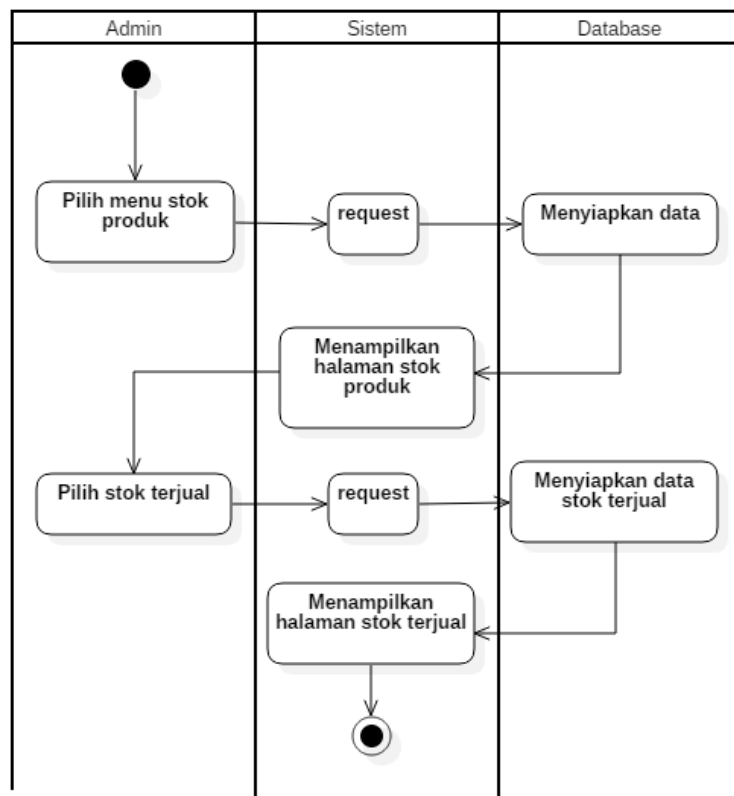 Admin
Sistem
Database
Pilih menu stok
produk
request
Menyiapkan data
Menampilkan
halaman stok
produk
Pilih stok terjual
request
Menyiapkan data
stok terjual
Menampilkan
halaman stok terjual